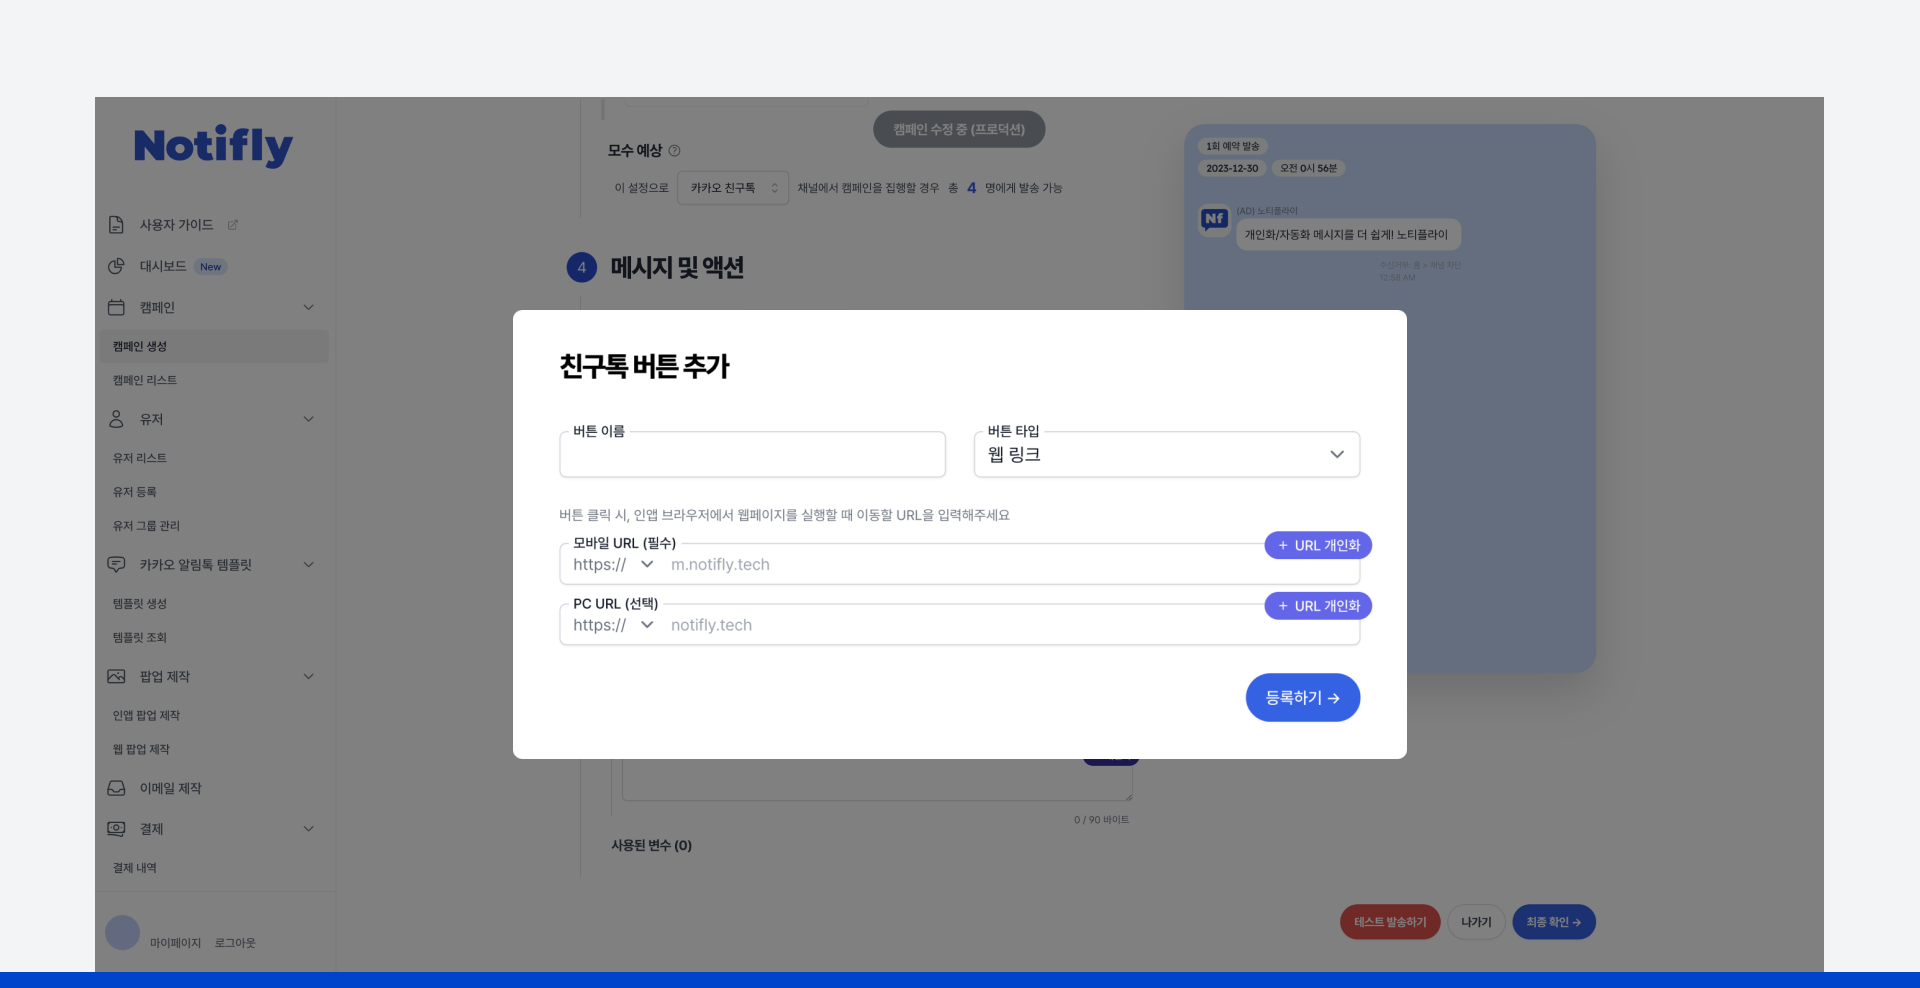 Notifly
사용자 가이드
대시보드 New
캠페인
캠페인 생성
캠페인 리스트
유저
유저 리스트
유저 등록
유저 그룹 관리
카카오 알림톡 템플릿
템플릿 생성
템플릿 조회
팝업 제작
인앱 팝업 제작
웹 팝업 제작
이메일 제작
결제
결제 내역
마이페이지 로그아웃
캠페인 수정 중 (프로덕션)
모수 예상
이 설정으로 카카오 친구톡 채널에서 캠페인을 집행할 경우 총 4 명에게 발송 가능
4 메시지 및 액션
1회 예약 발송
2023-12-30 오전 0시 56분
Nf
(AD) 노티플라이
개인화/자동화 메시지를 더 쉽게! 노티플라이
수신거부: 홈 > 채널 차단
12:56 AM
친구톡 버튼 추가
버튼 이름
버튼 타입
웹 링크
버튼 클릭 시, 인앱 브라우저에서 웹페이지를 실행할 때 이동할 URL을 입력해주세요
모바일 URL (필수)
+ URL 개인화
https:// m.notifly.tech
PC URL (선택)
+ URL 개인화
https:// notifly.tech
등록하기 →
0 / 90 바이트
사용된 변수 (0)
테스트 발송하기
나가기
최종 확인 →